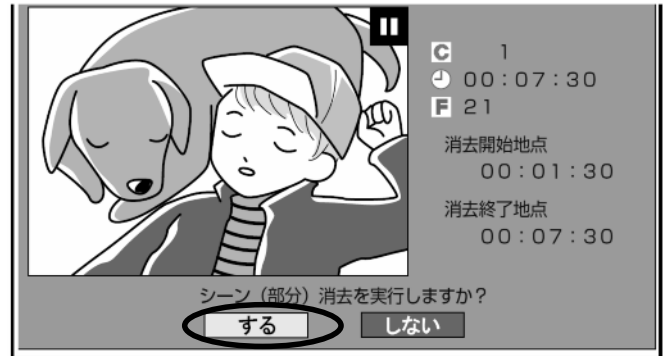 C 1
00:07:30
F 21
消去開始地点
00:01:30
消去終了地点
00:07:30
シーン（部分）消去を実行しますか？
する しない